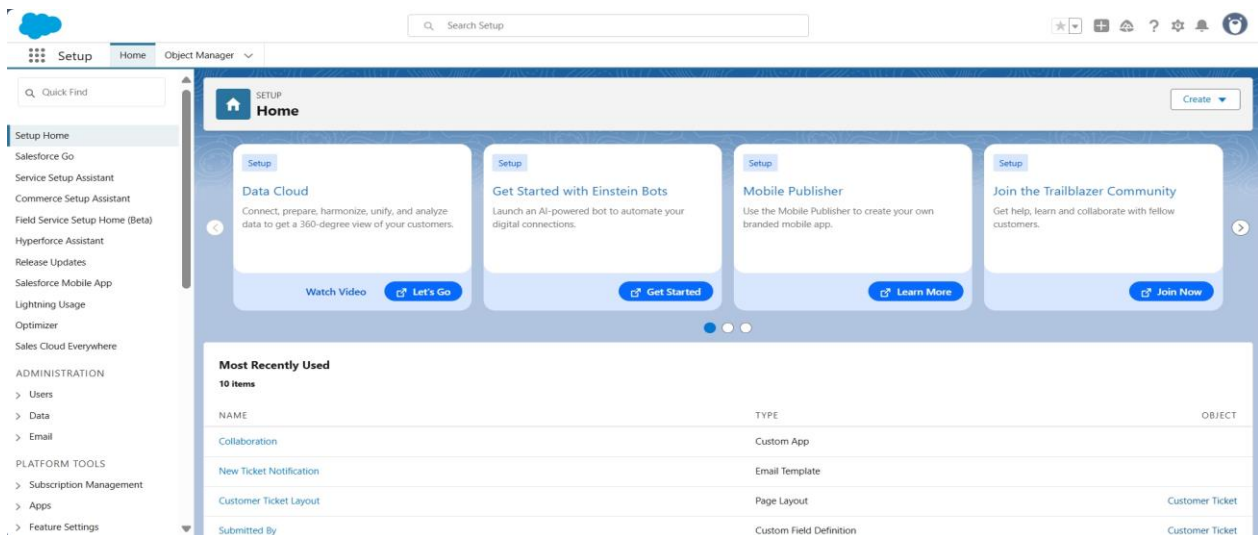 Search Setup
Setup
Home
Object Manager
Quick Find
Setup Home
Salesforce Go
Service Setup Assistant
Commerce Setup Assistant
Field Service Setup Home (Beta)
Hyperforce Assistant
Release Updates
Salesforce Mobile App
Lightning Usage
Optimizer
Sales Cloud Everywhere
ADMINISTRATION
Users
Data
Email
PLATFORM TOOLS
Subscription Management
Apps
Feature Settings
SETUP
Home
Create
Setup
Data Cloud
Connect, prepare, harmonize, unify, and analyze
data to get a 360-degree view of your customers.
Watch Video
Let's Go
Setup
Get Started with Einstein Bots
Launch an AI-powered bot to automate your
digital connections.
Get Started
Setup
Mobile Publisher
Use the Mobile Publisher to create your own
branded mobile app.
Learn More
Setup
Join the Trailblazer Community
Get help, learn and collaborate with fellow
customers.
Join Now
Most Recently Used
10 items
NAME TYPE OBJECT
Collaboration Custom App
New Ticket Notification Email Template
Customer Ticket Layout Page Layout Customer Ticket
Submitted By Custom Field Definition Customer Ticket